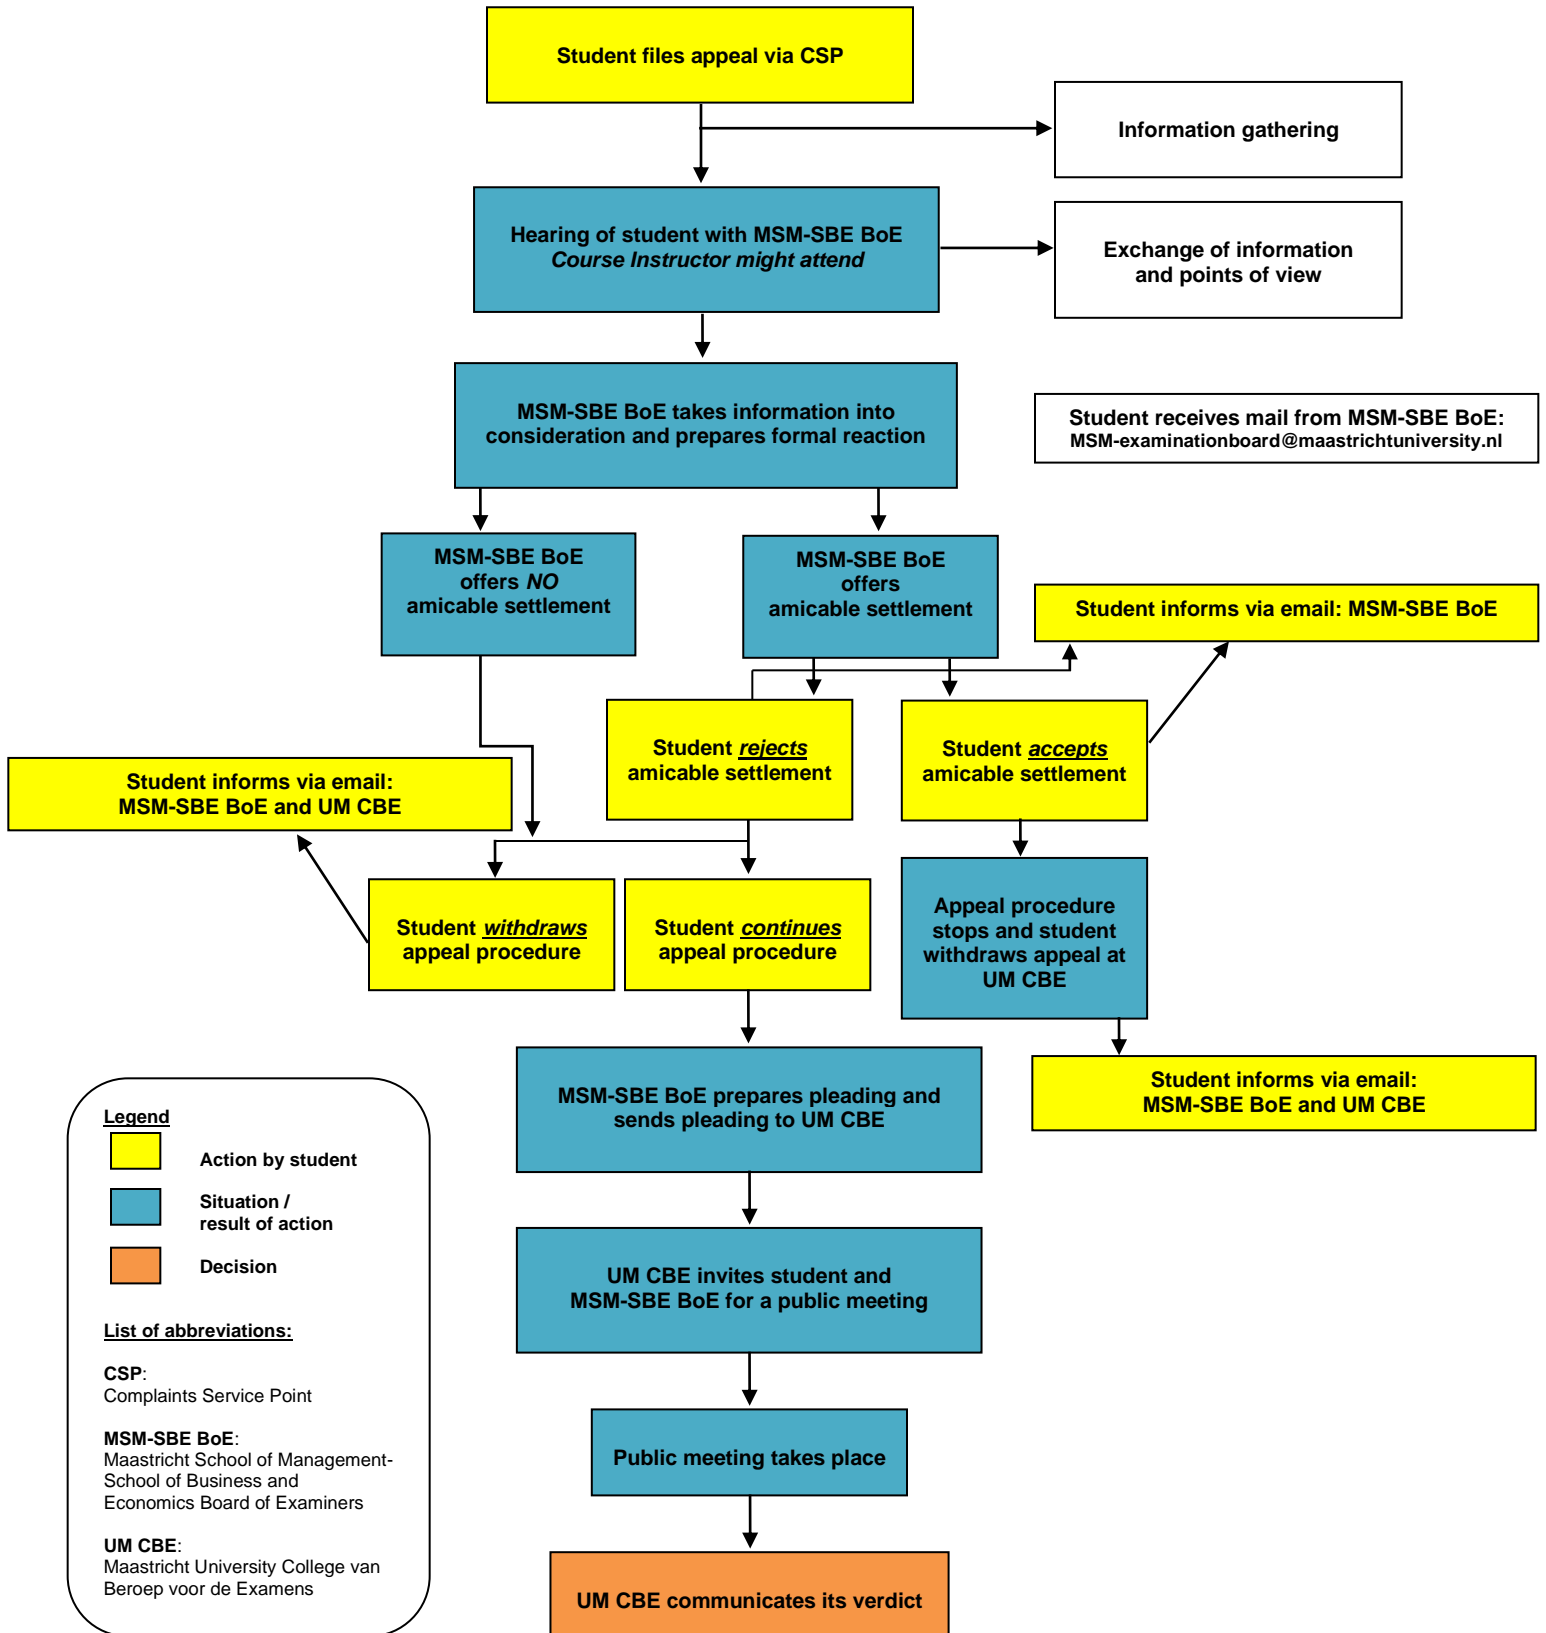 Student files appeal via CSP
Information gathering
Hearing of student with MSM-SBE BoE
Course Instructor might attend
Exchange of information
and points of view
MSM-SBE BoE takes information into
consideration and prepares formal reaction
Student receives mail from MSM-SBE BoE:
MSM-examinationboard@maastrichtuniversity.nl
MSM-SBE BoE
offers NO
amicable settlement
MSM-SBE BoE
offers
amicable settlement
Student informs via email: MSM-SBE BoE
Student rejects
amicable settlement
Student accepts
amicable settlement
Student informs via email:
MSM-SBE BoE and UM CBE
Student withdraws
appeal procedure
Student continues
appeal procedure
Appeal procedure
stops and student
withdraws appeal at
UM CBE
MSM-SBE BoE prepares pleading and
sends pleading to UM CBE
Student informs via email:
MSM-SBE BoE and UM CBE
UM CBE invites student and
MSM-SBE BoE for a public meeting
Public meeting takes place
UM CBE communicates its verdict
Legend
Action by student
Situation /
result of action
Decision
List of abbreviations:
CSP:
Complaints Service Point
MSM-SBE BoE:
Maastricht School of Management-
School of Business and
Economics Board of Examiners
UM CBE:
Maastricht University College van
Beroep voor de Examens